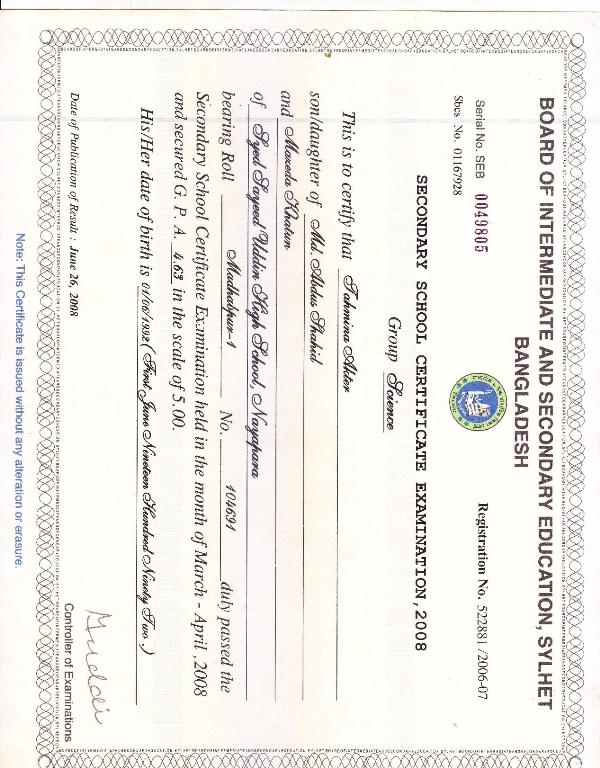 BOARD OF INTERMEDIATE AND SECONDARY EDUCATION, SYLHET
BANGLADESH
Serial No. SEB 0049805
Registration No. 522881 /2006-07
Sbcs No. 01167928
SECONDARY SCHOOL CERTIFICATE EXAMINATION,2008
Group Science
This is to certify that Tahmina Akter
son/daughter of Md. Abdus Shahid
and Mazeda Khatun
of Syed Sayeed Uddin High School, Nayapara
bearing Roll Madhabpur-1 No. 104691 duly passed the
Secondary School Certificate Examination held in the month of March - April ,2008
and secured G. P. A. 4.63 in the scale of 5.00.
His/Her date of birth is 01/06/1992 ( First June Nineteen Hundred Ninety Two .)
Date of Publication of Result : June 26, 2008
Controller of Examinations
Note: This Certificate is issued without any alteration or erasure.